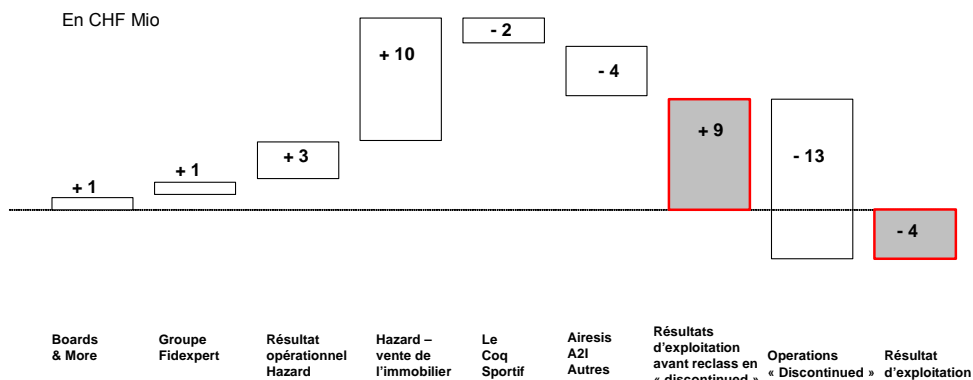 En CHF Mio
+ 1
+ 1
+ 3
+ 10
- 2
- 4
+ 9
- 13
- 4
Boards
& More
Groupe
Fidexpert
Résultat
opérationnel
Hazard
Hazard –
vente de
l'immobilier
Le
Coq
Sportif
Airesis
A2I
Autres
Résultats
d'exploitation
avant reclass en
« discontinued »
Operations
« Discontinued »
Résultat
d'exploitation